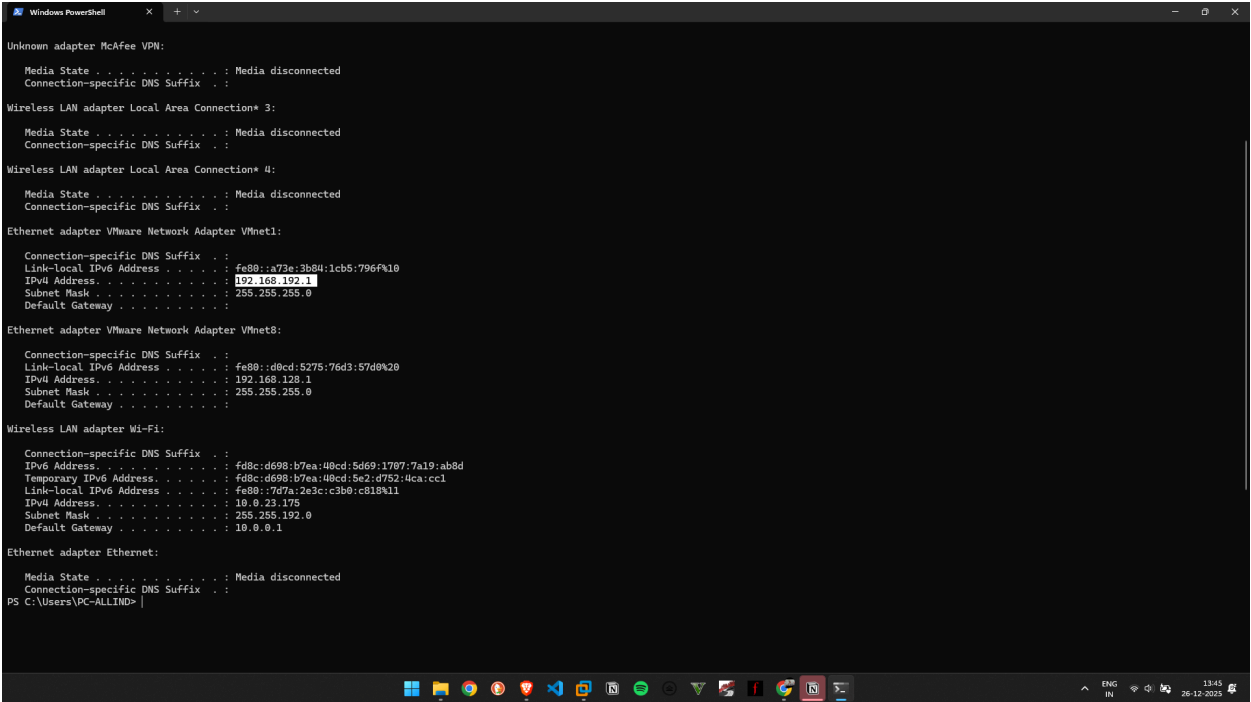 Windows PowerShell
Unknown adapter McAfee VPN:
Media State . . . . . . . . . . . : Media disconnected
Connection-specific DNS Suffix  . :
Wireless LAN adapter Local Area Connection* 3:
Media State . . . . . . . . . . . : Media disconnected
Connection-specific DNS Suffix  . :
Wireless LAN adapter Local Area Connection* 4:
Media State . . . . . . . . . . . : Media disconnected
Connection-specific DNS Suffix  . :
Ethernet adapter VMware Network Adapter VMnet1:
Connection-specific DNS Suffix  . :
Link-local IPv6 Address . . . . . : fe80::a73e:3b84:1cb5:796f%10
IPv4 Address. . . . . . . . . . . : 192.168.192.1
Subnet Mask . . . . . . . . . . . : 255.255.255.0
Default Gateway . . . . . . . . . :
Ethernet adapter VMware Network Adapter VMnet8:
Connection-specific DNS Suffix  . :
Link-local IPv6 Address . . . . . : fe80::d0cd:5275:76d3:57d0%20
IPv4 Address. . . . . . . . . . . : 192.168.128.1
Subnet Mask . . . . . . . . . . . : 255.255.255.0
Default Gateway . . . . . . . . . :
Wireless LAN adapter Wi-Fi:
Connection-specific DNS Suffix  . :
IPv6 Address. . . . . . . . . . . : fd8c:d698:b7ea:40cd:5d69:1707:7a19:ab8d
Temporary IPv6 Address. . . . . . : fd8c:d698:b7ea:40cd:5e2:d752:4ca:cc1
Link-local IPv6 Address . . . . . : fe80::7d7a:2e3c:c3b0:c818%11
IPv4 Address. . . . . . . . . . . : 10.0.23.175
Subnet Mask . . . . . . . . . . . : 255.255.192.0
Default Gateway . . . . . . . . . : 10.0.0.1
Ethernet adapter Ethernet:
Media State . . . . . . . . . . . : Media disconnected
Connection-specific DNS Suffix  . :
PS C:\Users\PC-ALLIND>
ENG
IN
13:45
26-12-2025